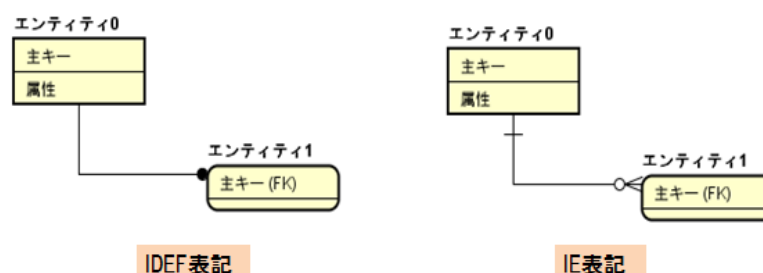 エンティティ0
主キー
属性
エンティティ1
主キー (FK)
IDEF表記
エンティティ0
主キー
属性
エンティティ1
主キー (FK)
IE表記